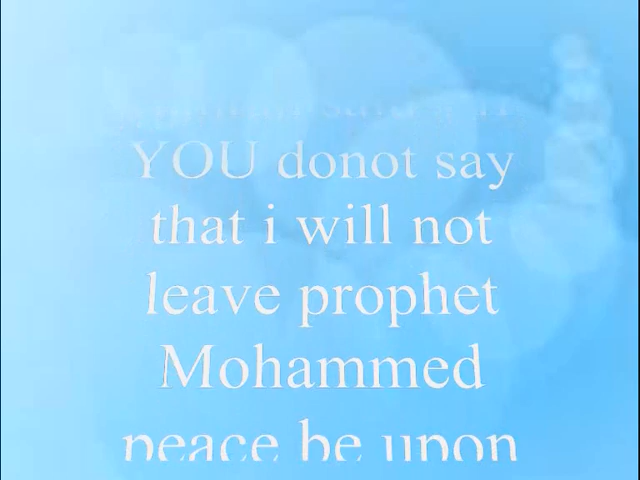 YOU donot say
that i will not
leave prophet
Mohammed
peace be upon